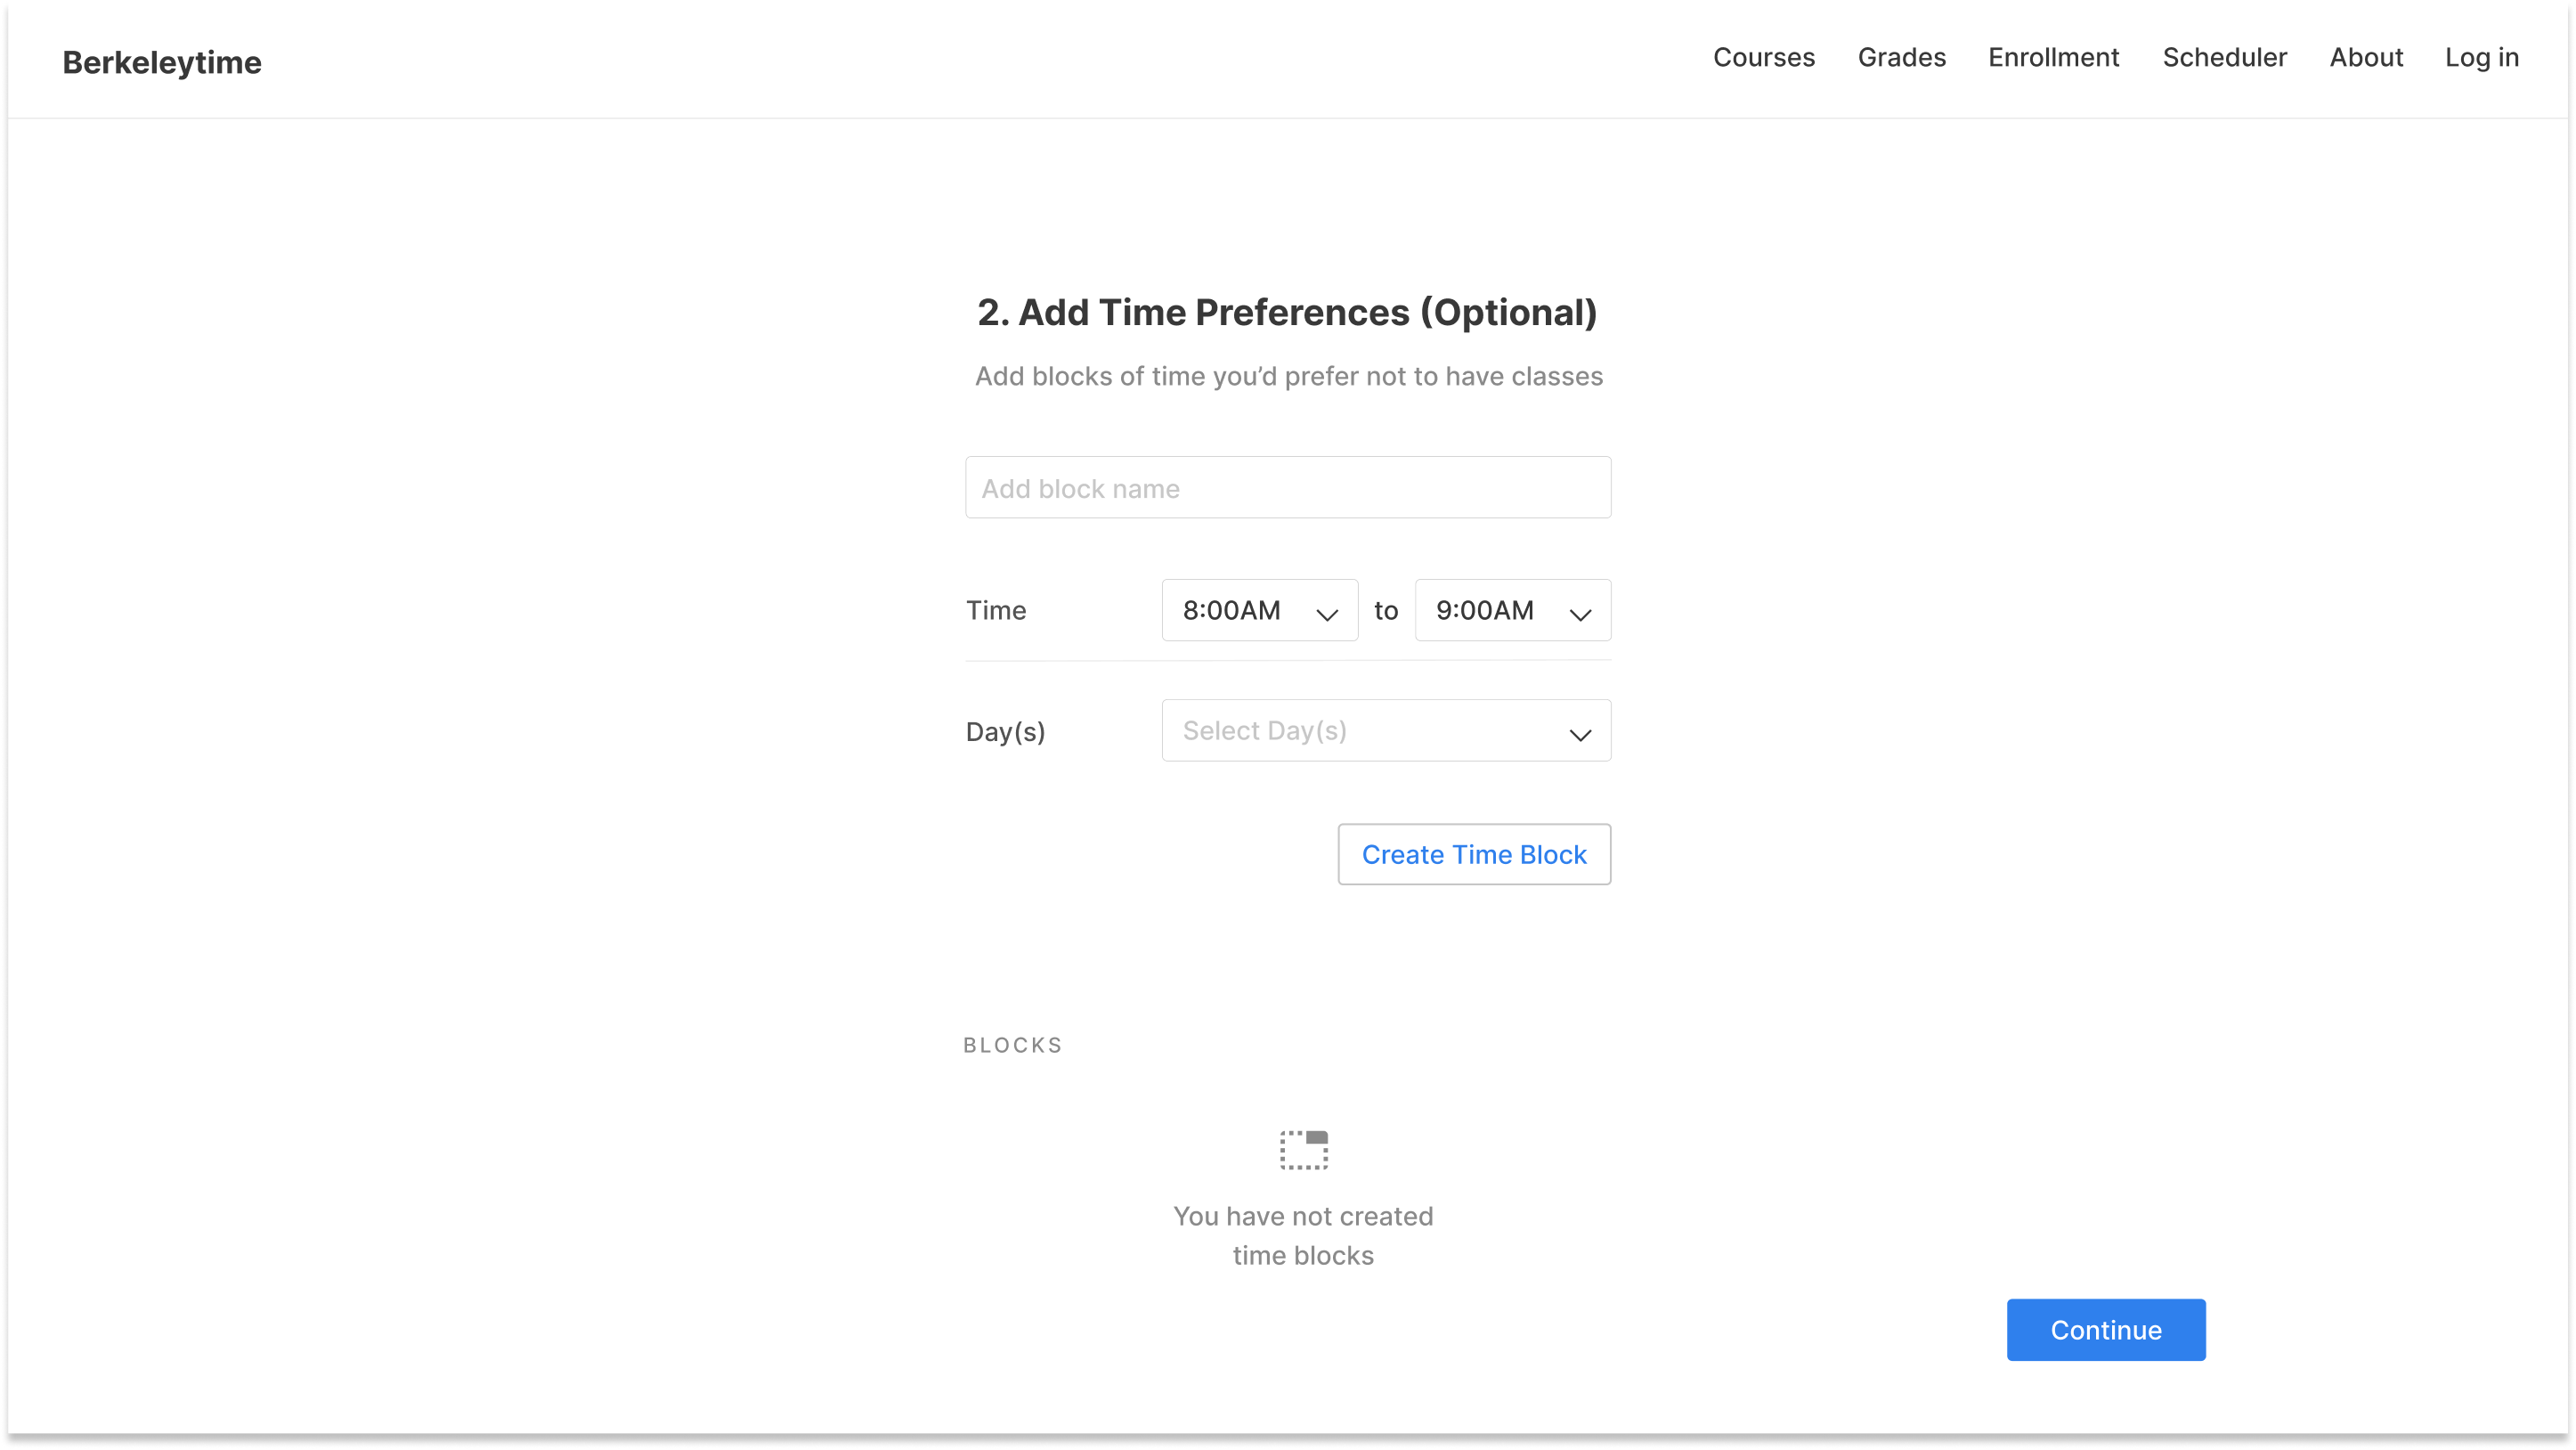 Berkeleytime
Courses Grades Enrollment Scheduler About Log in
2. Add Time Preferences (Optional)
Add blocks of time you’d prefer not to have classes
Add block name
Time 8:00AM to 9:00AM
Day(s) Select Day(s)
Create Time Block
BLOCKS
You have not created
time blocks
Continue